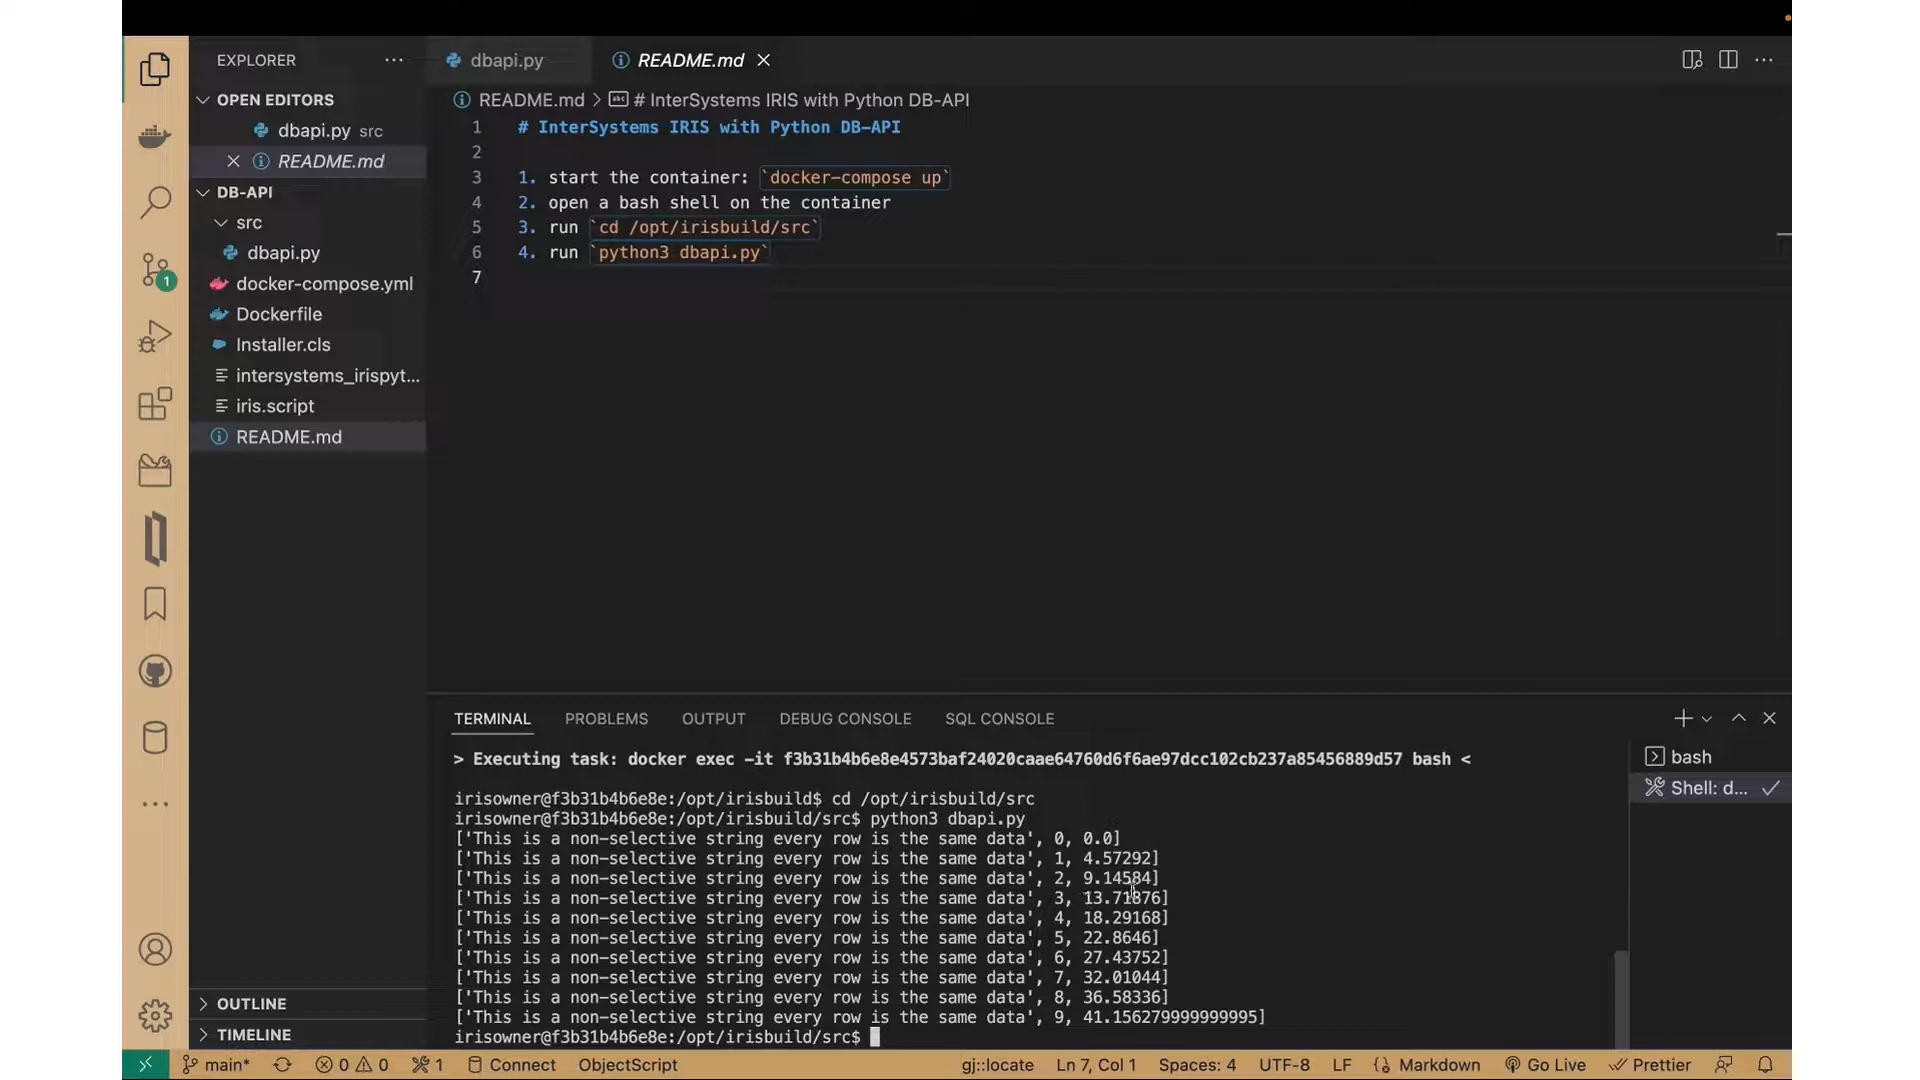 EXPLORER
dbapi.py
README.md
OPEN EDITORS
dbapi.py src
README.md
DB-API
src
dbapi.py
docker-compose.yml
Dockerfile
Installer.cls
intersystems_irispyt...
iris.script
README.md
OUTLINE
TIMELINE
1
README.md > # InterSystems IRIS with Python DB-API
1 # InterSystems IRIS with Python DB-API
2
3 1. start the container: `docker-compose up`
4 2. open a bash shell on the container
5 3. run `cd /opt/irisbuild/src`
6 4. run `python3 dbapi.py`
7
TERMINAL PROBLEMS OUTPUT DEBUG CONSOLE SQL CONSOLE
> Executing task: docker exec -it f3b31b4b6e8e4573baf24020caae64760d6f6ae97dcc102cb237a85456889d57 bash <
irisowner@f3b31b4b6e8e:/opt/irisbuild$ cd /opt/irisbuild/src
irisowner@f3b31b4b6e8e:/opt/irisbuild/src$ python3 dbapi.py
['This is a non-selective string every row is the same data', 0, 0.0]
['This is a non-selective string every row is the same data', 1, 4.57292]
['This is a non-selective string every row is the same data', 2, 9.14584]
['This is a non-selective string every row is the same data', 3, 13.71876]
['This is a non-selective string every row is the same data', 4, 18.29168]
['This is a non-selective string every row is the same data', 5, 22.8646]
['This is a non-selective string every row is the same data', 6, 27.43752]
['This is a non-selective string every row is the same data', 7, 32.01044]
['This is a non-selective string every row is the same data', 8, 36.58336]
['This is a non-selective string every row is the same data', 9, 41.156279999999995]
irisowner@f3b31b4b6e8e:/opt/irisbuild/src$
bash
Shell: d...
main* 0 0 1 Connect ObjectScript gj::locate Ln 7, Col 1 Spaces: 4 UTF-8 LF Markdown Go Live Prettier